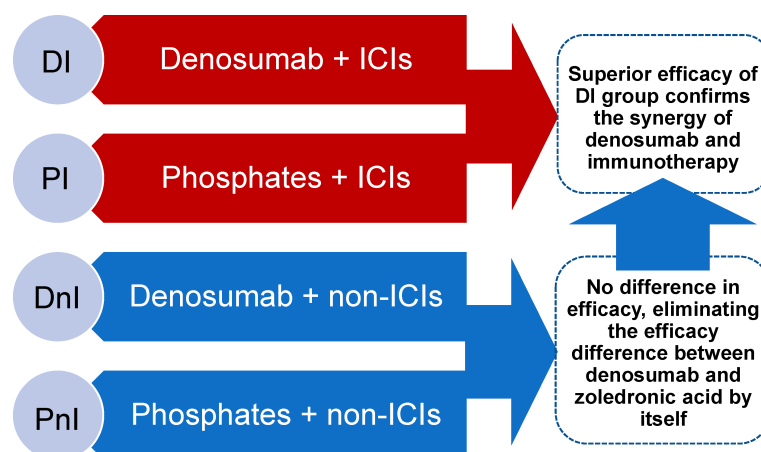 DI
Denosumab + ICIs
PI
Phosphates + ICIs
DnI
Denosumab + non-ICIs
PnI
Phosphates + non-ICIs
Superior efficacy of
DI group confirms
the synergy of
denosumab and
immunotherapy
No difference in
efficacy, eliminating
the efficacy
difference between
denosumab and
zoledronic acid by
itself